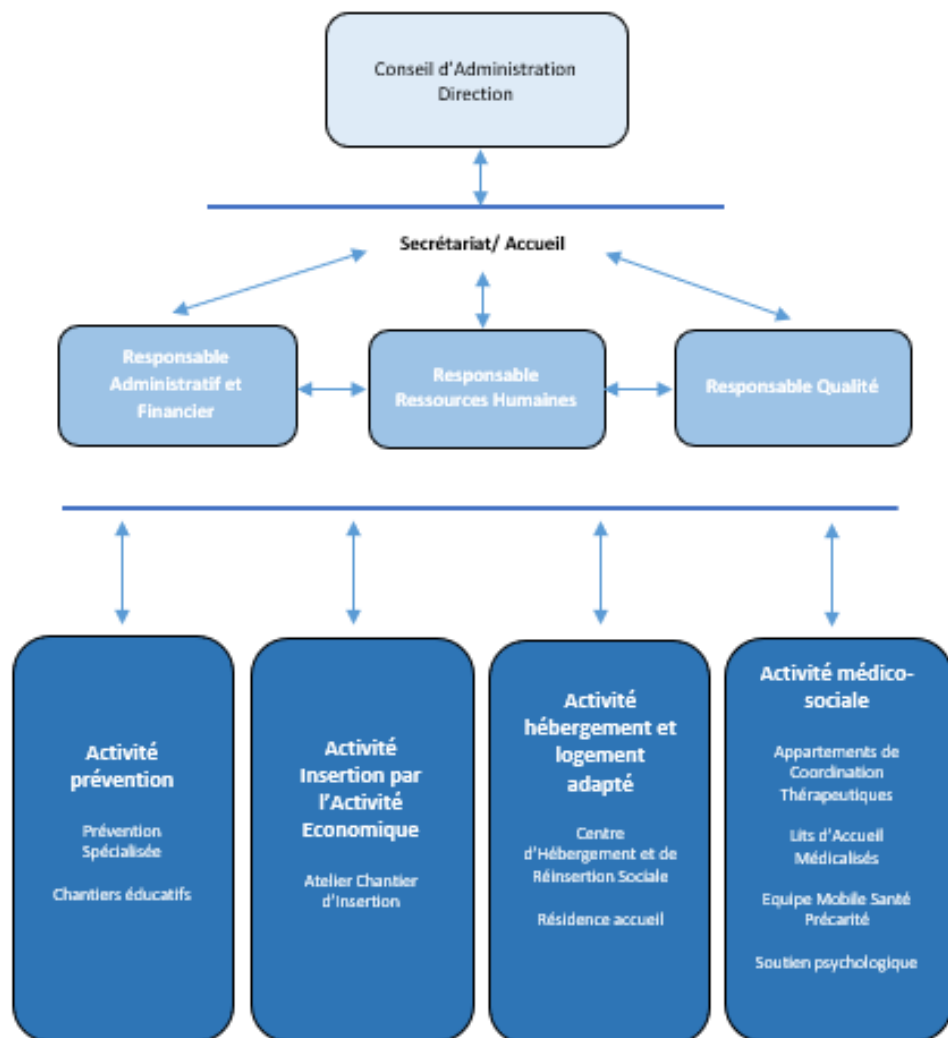 Conseil d'Administration
Direction
Secrétariat/ Accueil
Responsable
Administratif et
Financier
Responsable
Ressources Humaines
Responsable Qualité
Activité
prévention
Prévention
Spécialisée
Chantiers éducatifs
Activité
Insertion par
l'Activité
Economique
Atelier Chantier
d'Insertion
Activité
hébergement et
logement
adapté
Centre
d'Hébergement et de
Réinsertion Sociale
Résidence accueil
Activité médico-
sociale
Appartements de
Coordination
Thérapeutiques
Lits d'Accueil
Médicalisés
Equipe Mobile Santé
Précarité
Soutien psychologique